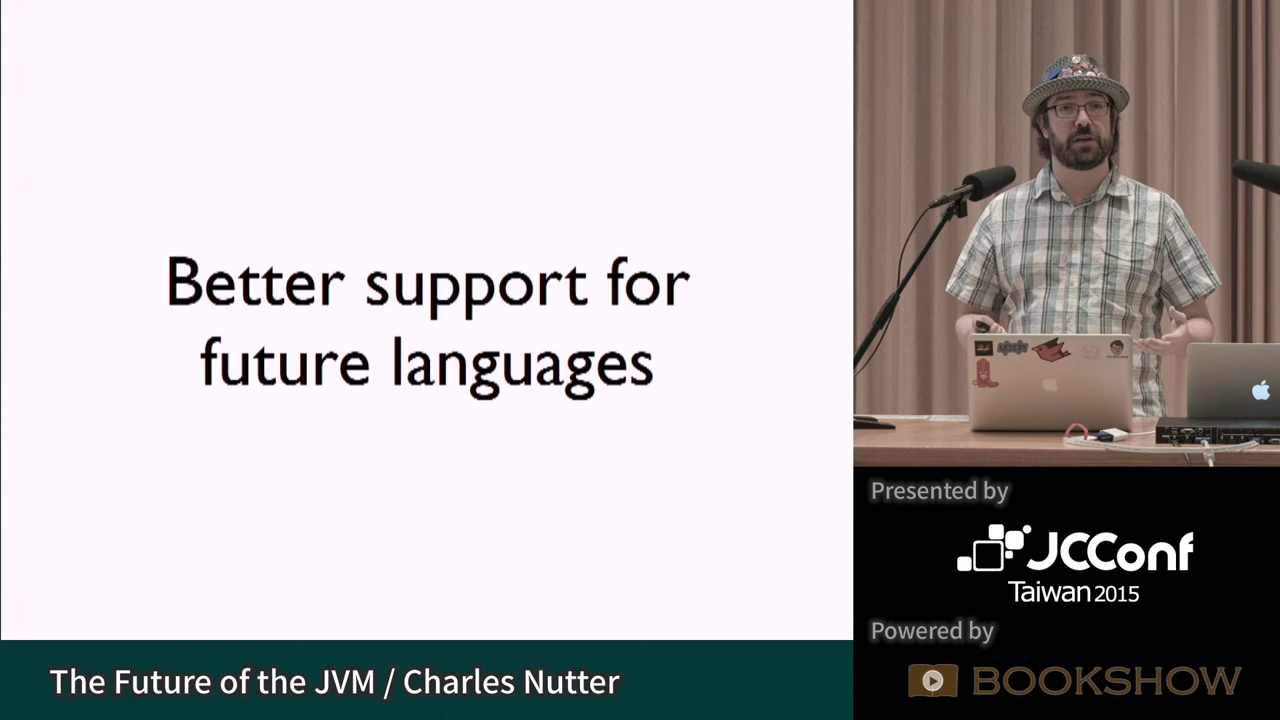 Better support for
future languages
Presented by
JCConf
Taiwan 2015
Powered by
BOOKSHOW
The Future of the JVM / Charles Nutter